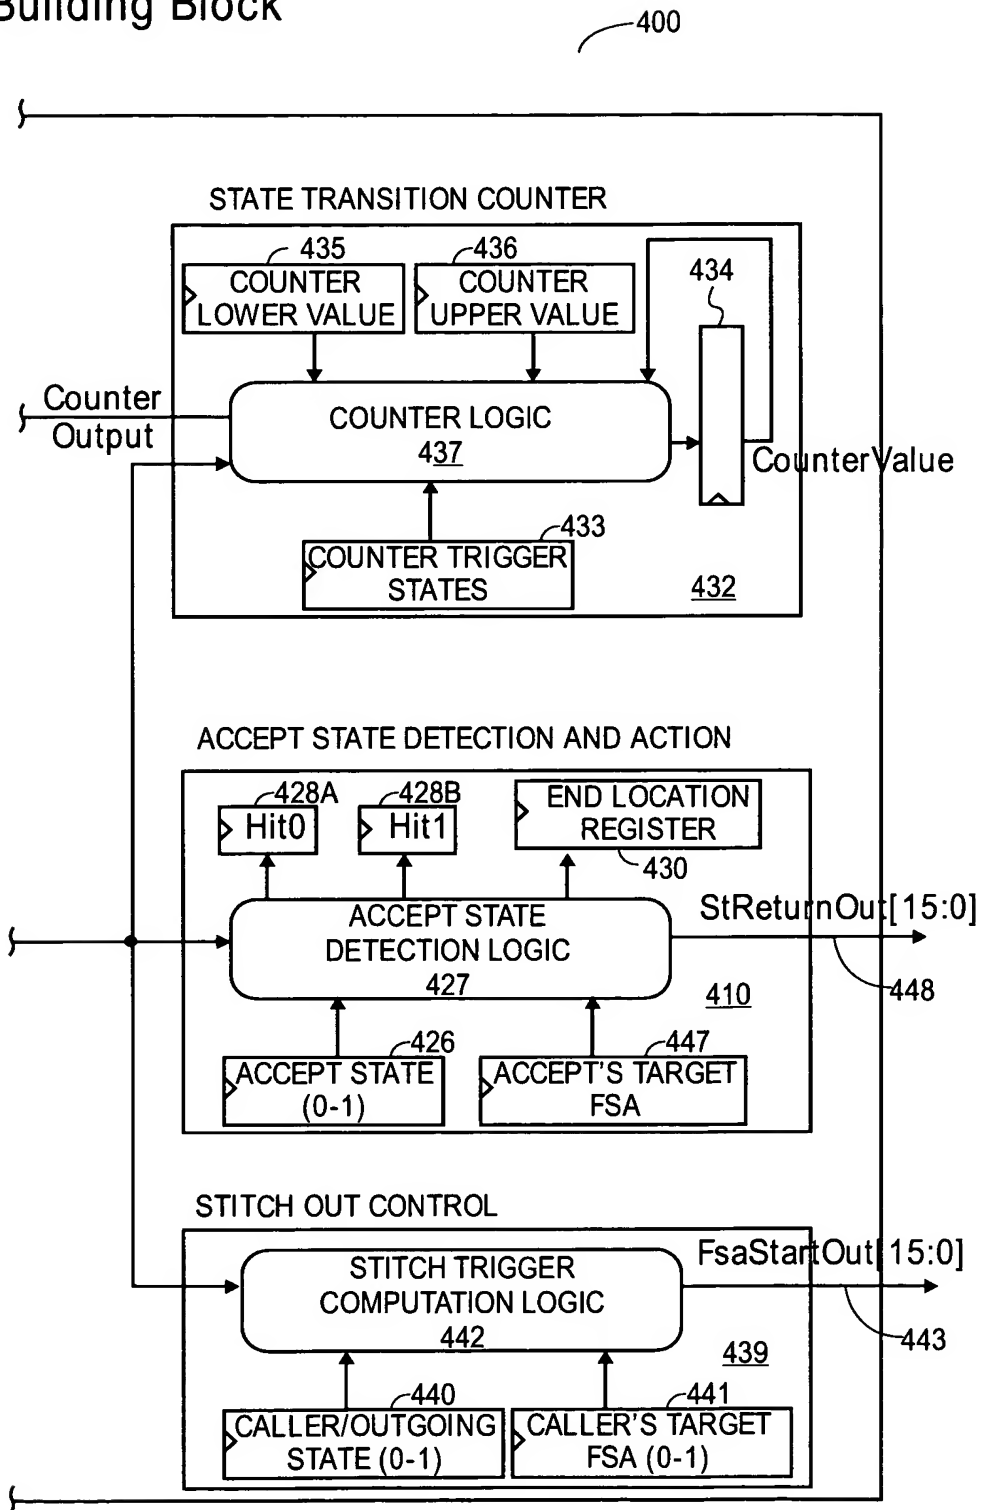 Building Block
400
STATE TRANSITION COUNTER
435
436
COUNTER
LOWER VALUE
COUNTER
UPPER VALUE
434
Counter
Output
COUNTER LOGIC
437
CounterValue
433
COUNTER TRIGGER
STATES
432
ACCEPT STATE DETECTION AND ACTION
428A
428B
Hit0
Hit1
END LOCATION
REGISTER
430
StReturnOut[15:0]
ACCEPT STATE
DETECTION LOGIC
427
410
448
426
447
ACCEPT STATE
(0-1)
ACCEPT'S TARGET
FSA
STITCH OUT CONTROL
FsaStartOut[15:0]
STITCH TRIGGER
COMPUTATION LOGIC
442
439
443
440
441
CALLER/OUTGOING
STATE (0-1)
CALLER'S TARGET
FSA (0-1)